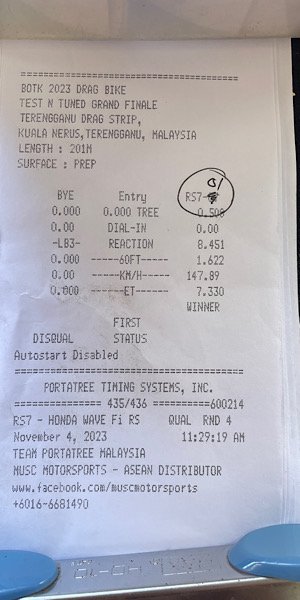 BOTK 2023 DRAG BIKE
TEST N TUNED GRAND FINALE
TERENGGANU DRAG STRIP,
KUALA NERUS,TERENGGANU, MALAYSIA
LENGTH : 201M
SURFACE : PREP
BYE Entry RS7-
0.000 0.000 TREE 0.500
0.00 DIAL-IN 0.00
-LB3- REACTION 8.451
0.000 ------60FT------ 1.622
0.00 ------KM/H------ 147.89
0.000 ------ET------ 7.330
WINNER
FIRST
DISQUAL STATUS
Autostart Disabled
PORTATREE TIMING SYSTEMS, INC.
=============== 435/436 ==========600214
RS7 - HONDA WAVE Fi RS QUAL RND 4
November 4, 2023 11:29:19 AM
TEAM PORTATREE MALAYSIA
MUSC MOTORSPORTS - ASEAN DISTRIBUTOR
www.facebook.com/muscmotorsports
+6016-6681490